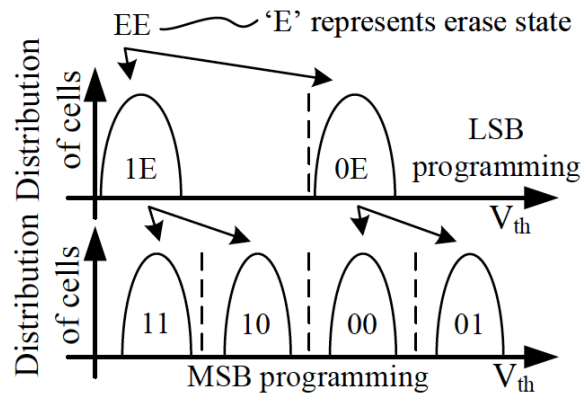 EE
‘E’ represents erase state
Distribution
of cells
1E
0E
LSB
programming
Vth
Distribution
of cells
11
10
00
01
MSB programming
Vth